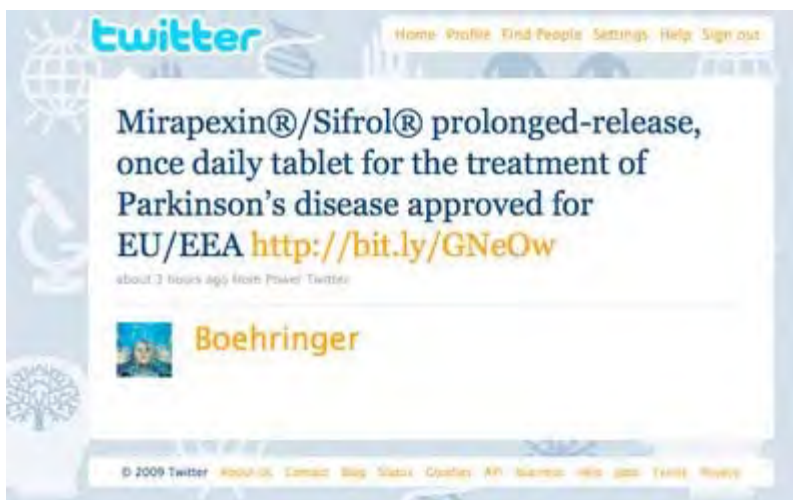 twitter
Home Profile Find People Settings Help Sign out
Mirapexin®/Sifrol® prolonged-release,
once daily tablet for the treatment of
Parkinson's disease approved for
EU/EEA http://bit.ly/GNeOw
about 3 hours ago from Power Twitter
Boehringer
© 2009 Twitter About Us Contact Blog Status Goodies API Business Help Jobs Terms Privacy